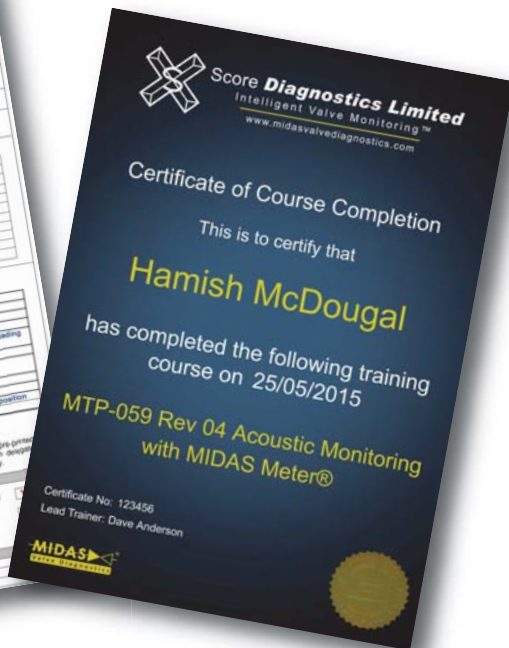 Score Diagnostics Limited
Intelligent Valve Monitoring ™
www.midasvalvediagnostics.com
Certificate of Course Completion
This is to certify that
Hamish McDougal
has completed the following training
course on 25/05/2015
MTP-059 Rev 04 Acoustic Monitoring
with MIDAS Meter®
Certificate No: 123456
Lead Trainer: Dave Anderson
MIDAS
Valve Diagnostics